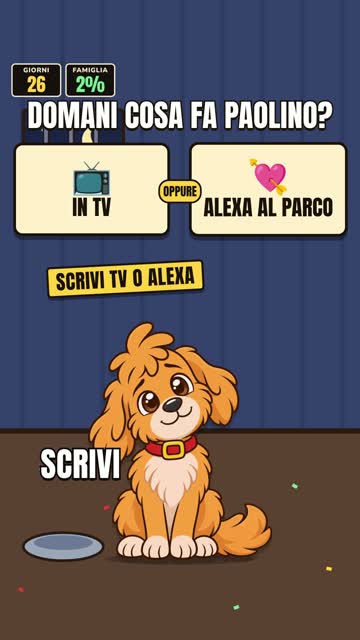 GIORNI
26
FAMIGLIA
2%
DOMANI COSA FA PAOLINO?
IN TV
OPPURE
ALEXA AL PARCO
SCRIVI TV O ALEXA
SCRIVI